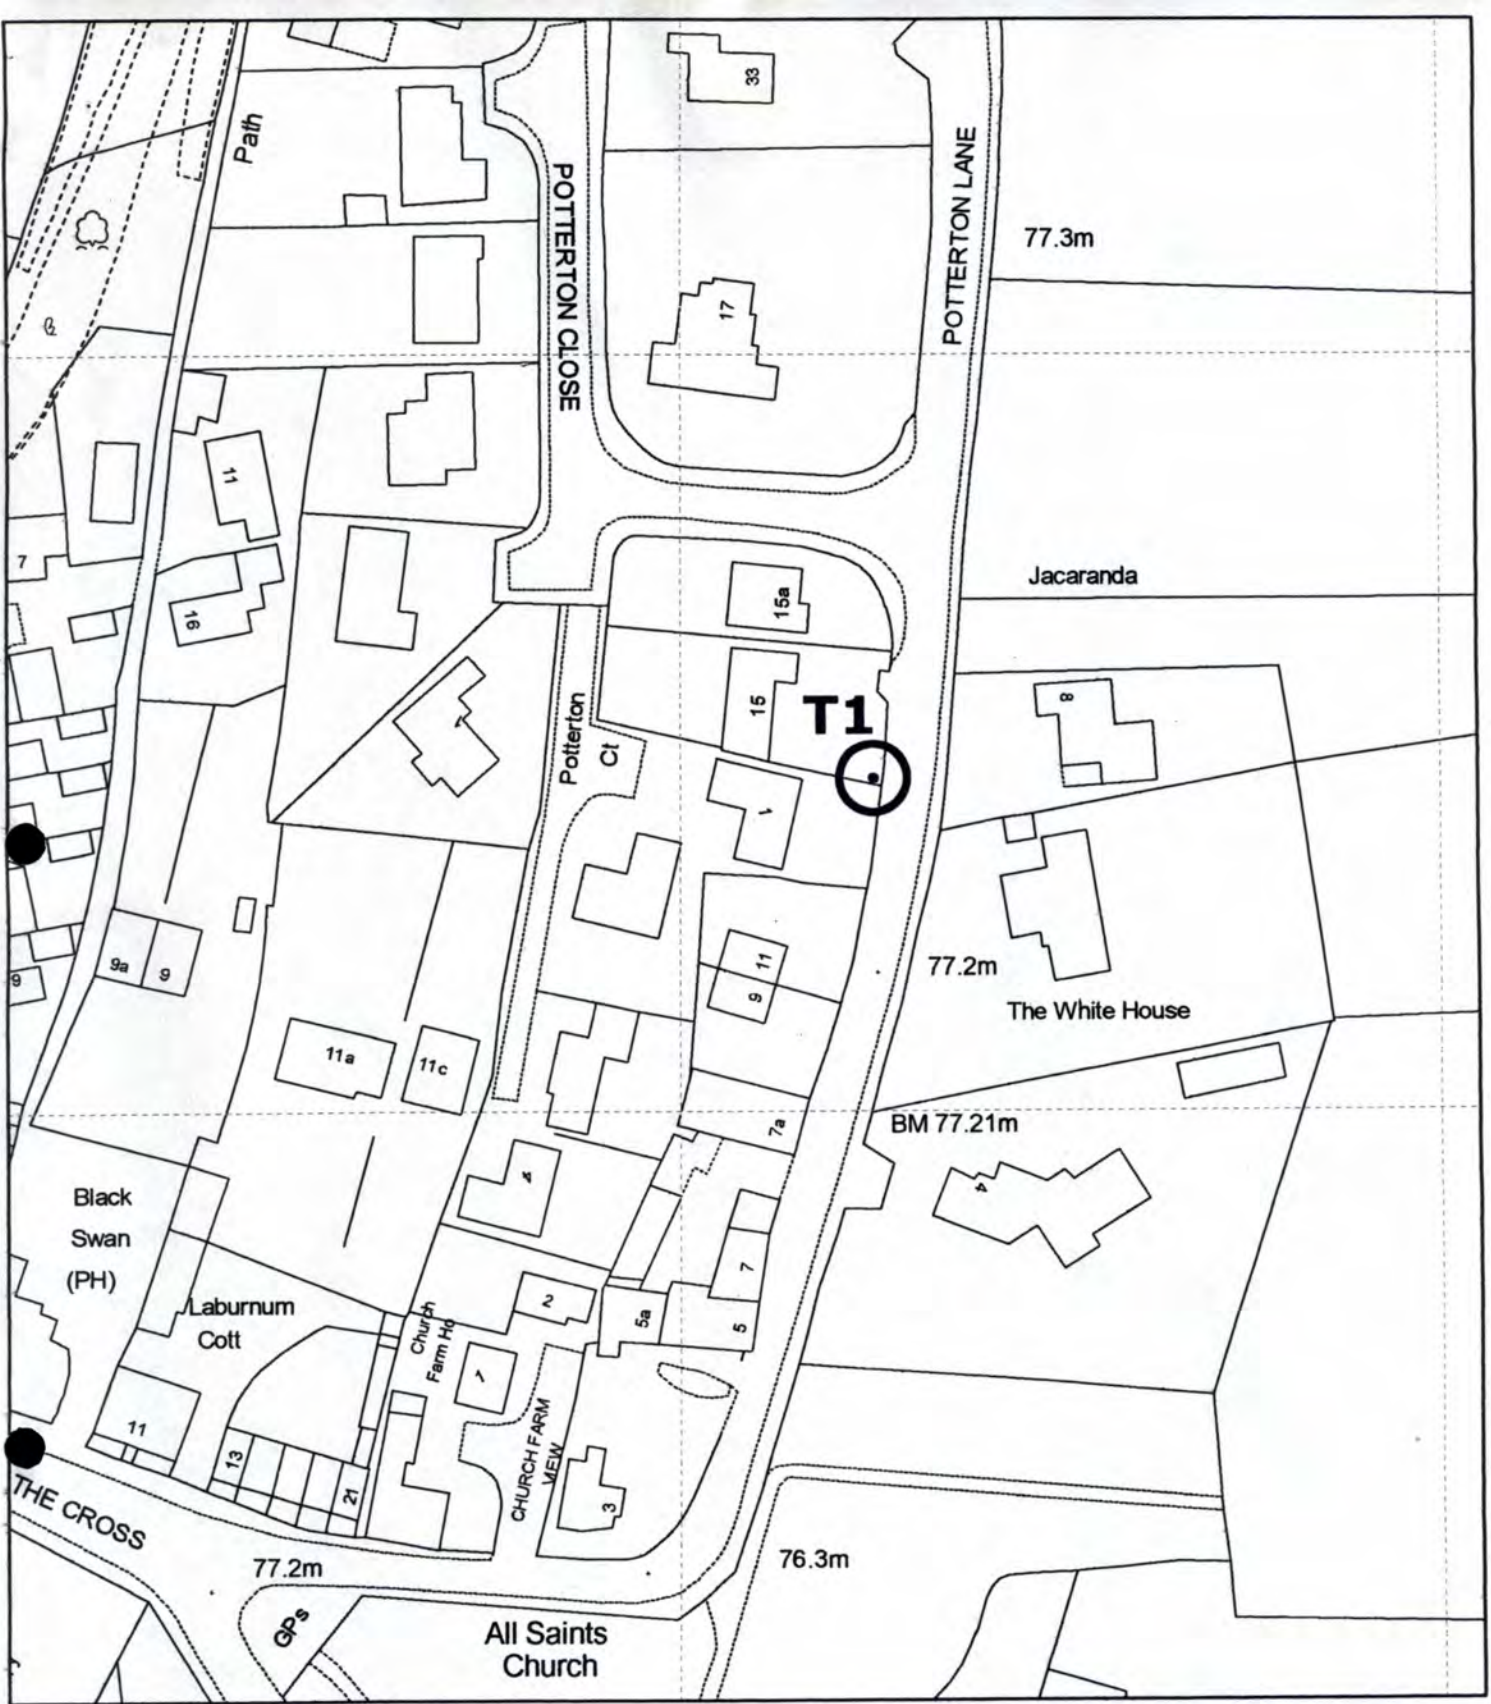 33
Path
POTTERTON CLOSE
POTTERTON LANE
77.3m
17
11
7
16
Jacaranda
15a
15
T1
8
Potterton
Ct
1
11
9
77.2m
The White House
9a
9
9
11a
11c
7a
BM 77.21m
4
4
Black
Swan
(PH)
Laburnum
Cott
Church
Farm Ho
2
5a
7
5
1
11
13
21
CHURCH FARM
VIEW
3
THE CROSS
77.2m
76.3m
GPs
All Saints
Church